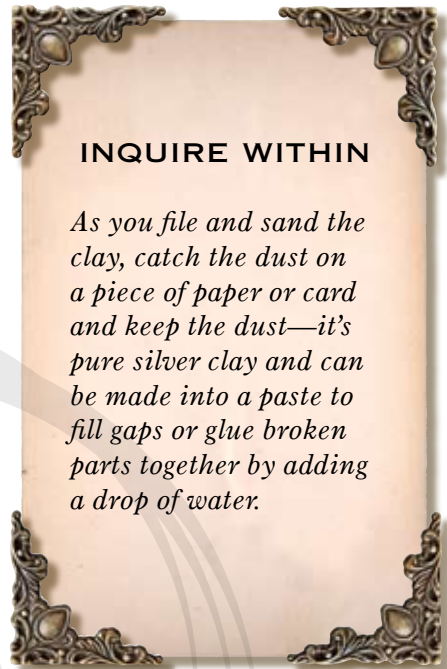 INQUIRE WITHIN
As you file and sand the
clay, catch the dust on
a piece of paper or card
and keep the dust—it's
pure silver clay and can
be made into a paste to
fill gaps or glue broken
parts together by adding
a drop of water.